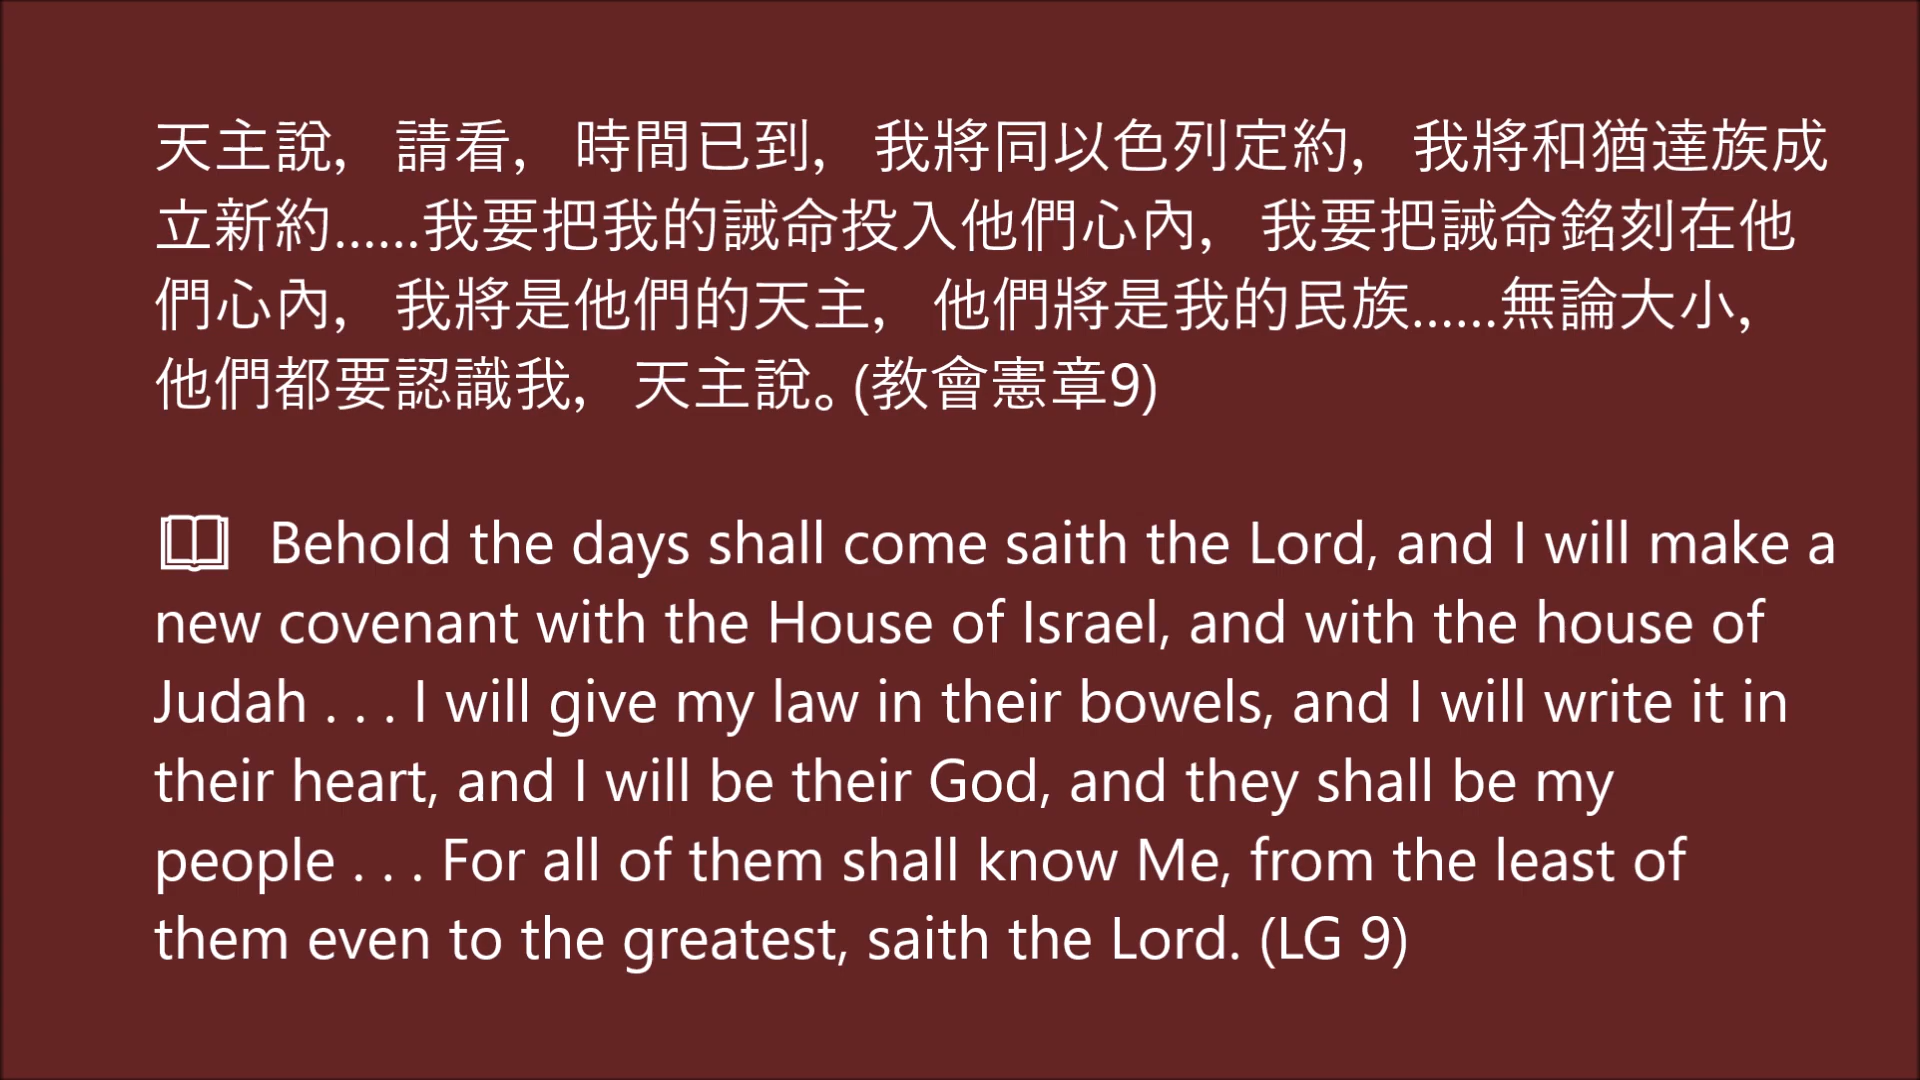 天主說，請看，時間已到，我將同以色列定約，我將和猶達族成
立新約......我要把我的誡命投入他們心內，我要把誡命銘刻在他
們心內，我將是他們的天主，他們將是我的民族......無論大小，
他們都要認識我，天主說。(教會憲章9)
Behold the days shall come saith the Lord, and I will make a
new covenant with the House of Israel, and with the house of
Judah . . . I will give my law in their bowels, and I will write it in
their heart, and I will be their God, and they shall be my
people . . . For all of them shall know Me, from the least of
them even to the greatest, saith the Lord. (LG 9)